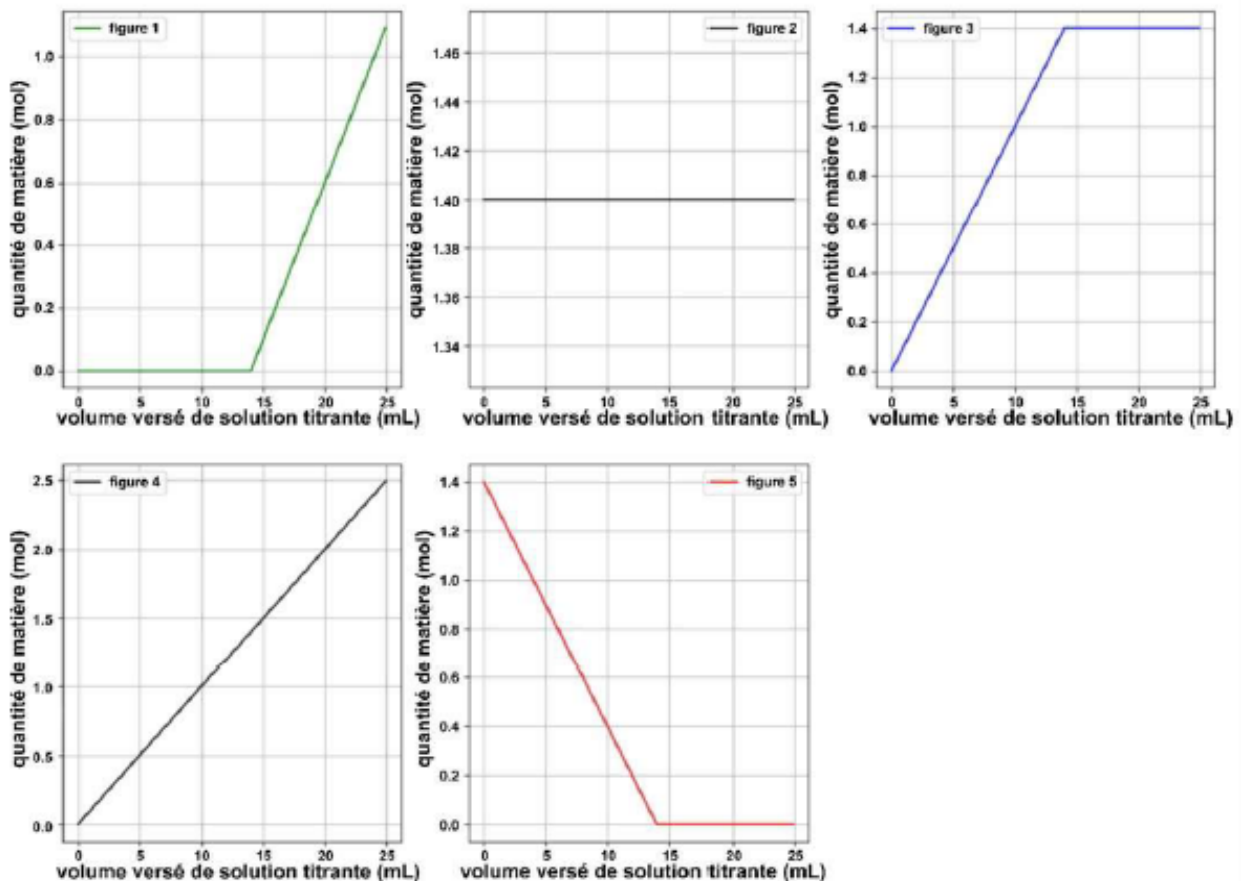 figure 1
1.0
0.8
0.6
0.4
0.2
0.0
0 5 10 15 20 25
quantité de matière (mol)
volume versé de solution titrante (mL)
figure 2
1.46
1.44
1.42
1.40
1.38
1.36
1.34
0 5 10 15 20 25
quantité de matière (mol)
volume versé de solution titrante (mL)
figure 3
1.4
1.2
1.0
0.8
0.6
0.4
0.2
0.0
0 5 10 15 20 25
quantité de matière (mol)
volume versé de solution titrante (mL)
figure 4
2.5
2.0
1.5
1.0
0.5
0.0
0 5 10 15 20 25
quantité de matière (mol)
volume versé de solution titrante (mL)
figure 5
1.4
1.2
1.0
0.8
0.6
0.4
0.2
0.0
0 5 10 15 20 25
quantité de matière (mol)
volume versé de solution titrante (mL)